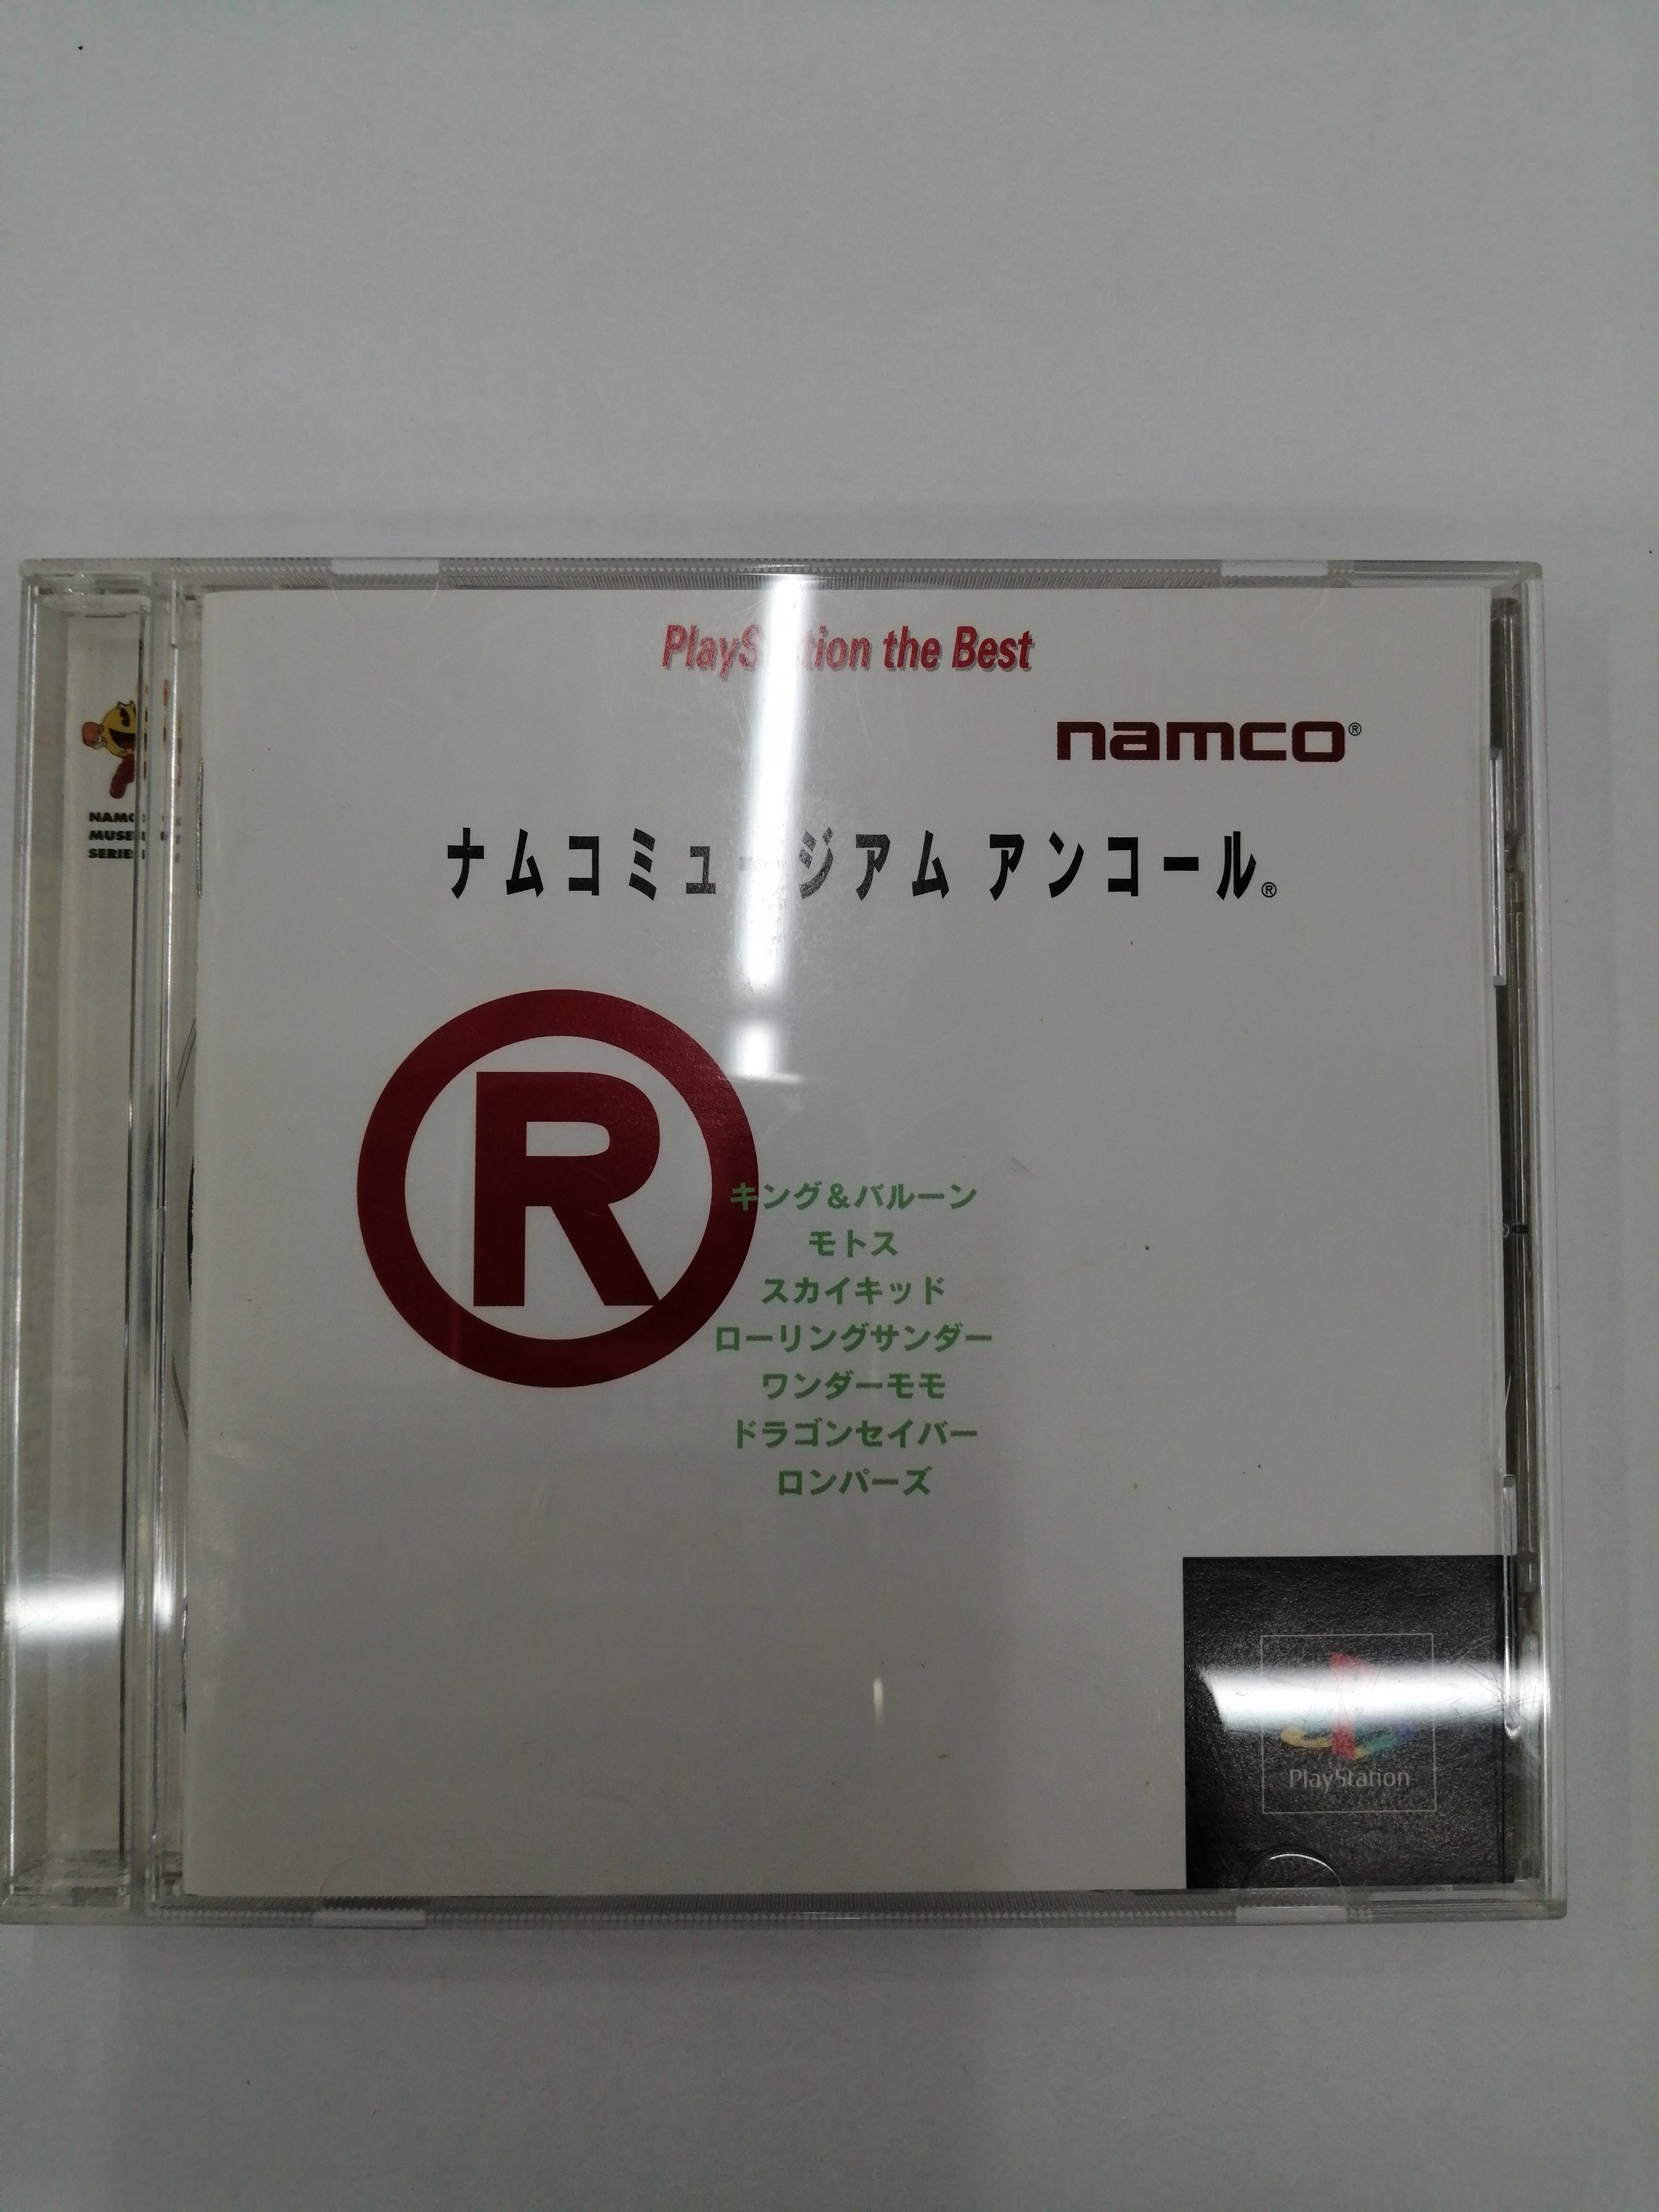 PlayStation the Best
namco®
ナムコミュージアム アンコール®
NAMCO
MUSEUM
SERIES
®
キング&バルーン
モトス
スカイキッド
ローリングサンダー
ワンダーモモ
ドラゴンセイバー
ロンパーズ
PlayStation